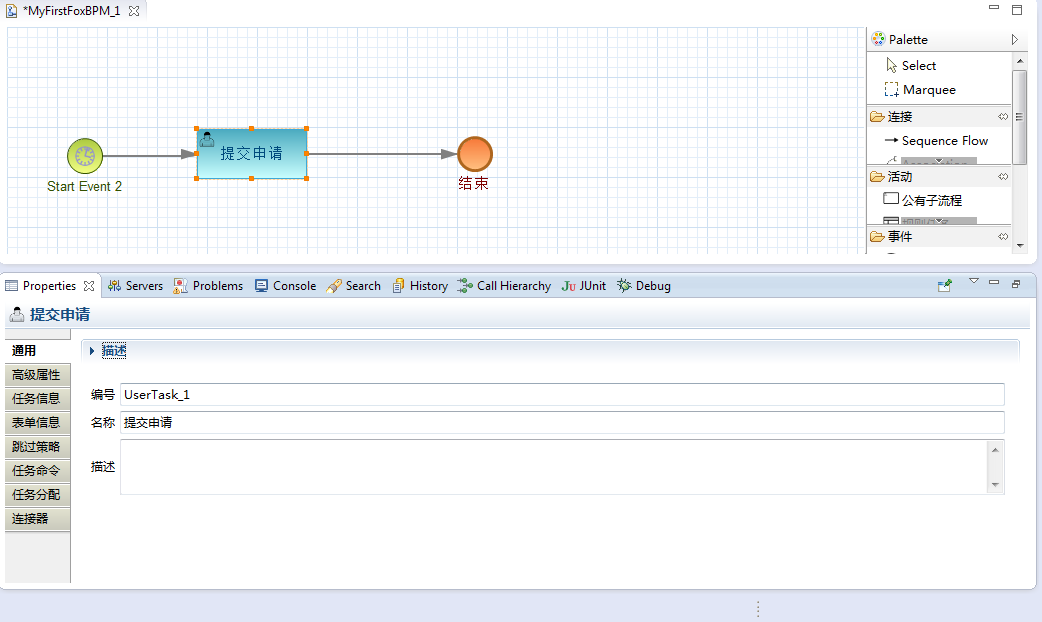 *MyFirstFoxBPM_1
Palette
Select
Marquee
连接
Sequence Flow
活动
公有子流程
事件
Start Event 2
提交申请
结束
Properties Servers Problems Console Search History Call Hierarchy Ju JUnit Debug
提交申请
通用
高级属性
任务信息
表单信息
跳过策略
任务命令
任务分配
连接器
描述
编号 UserTask_1
名称 提交申请
描述